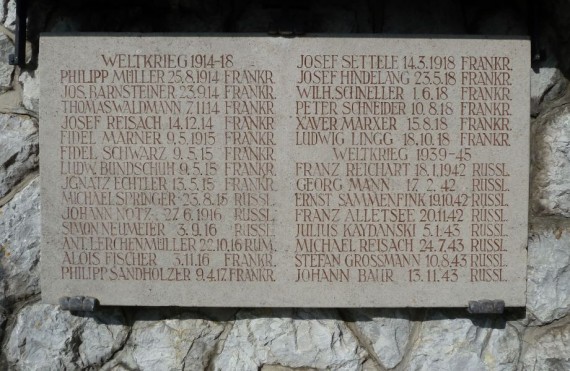 WELTKRIEG 1914-18
PHILIPP MÜLLER 25.8.1914 FRANKR.
JOS. BARNSTEINER 23.9.14 FRANKR.
THOMAS WALDMANN 7.11.14 FRANKR.
JOSEF REISACH 14.12.14 FRANKR.
FIDEL MARNER 9.5.1915 FRANKR.
FIDEL SCHWARZ 9.5.15 FRANKR.
LUDW. BUNDSCHUH 9.5.15 FRANKR.
JGNATZ ECHTLER 13.5.15 FRANKR.
MICHAEL SPRINGER 23.8.15 RUSSL.
JOHANN NOTZ 27.6.1916 RUSSL.
SIMON NEUMEIER 3.9.16 RUSSL.
ANT. LERCHENMÜLLER 22.10.16 RUM.
ALOIS FISCHER 3.11.16 FRANKR.
PHILIPP SANDHOLZER 9.4.17 FRANKR.
JOSEF SETTELE 14.3.1918 FRANKR.
JOSEF HINDELANG 23.5.18 FRANKR.
WILH. SCHNELLER 1.6.18 FRANKR.
PETER SCHNEIDER 10.8.18 FRANKR.
XAVER MARXER 15.8.18 FRANKR.
LUDWIG LINGG 18.10.18 FRANKR.
WELTKRIEG 1939-45
FRANZ REICHART 18.1.1942 RUSSL.
GEORG MANN 17.2.42 RUSSL.
ERNST SAMMENFINK 19.10.42 RUSSL.
FRANZ ALLETSEE 20.11.42 RUSSL.
JULIUS KAYDANSKI 5.1.43 RUSSL.
MICHAEL REISACH 24.7.43 RUSSL.
STEFAN GROSSMANN 10.8.43 RUSSL.
JOHANN BAUR 13.11.43 RUSSL.